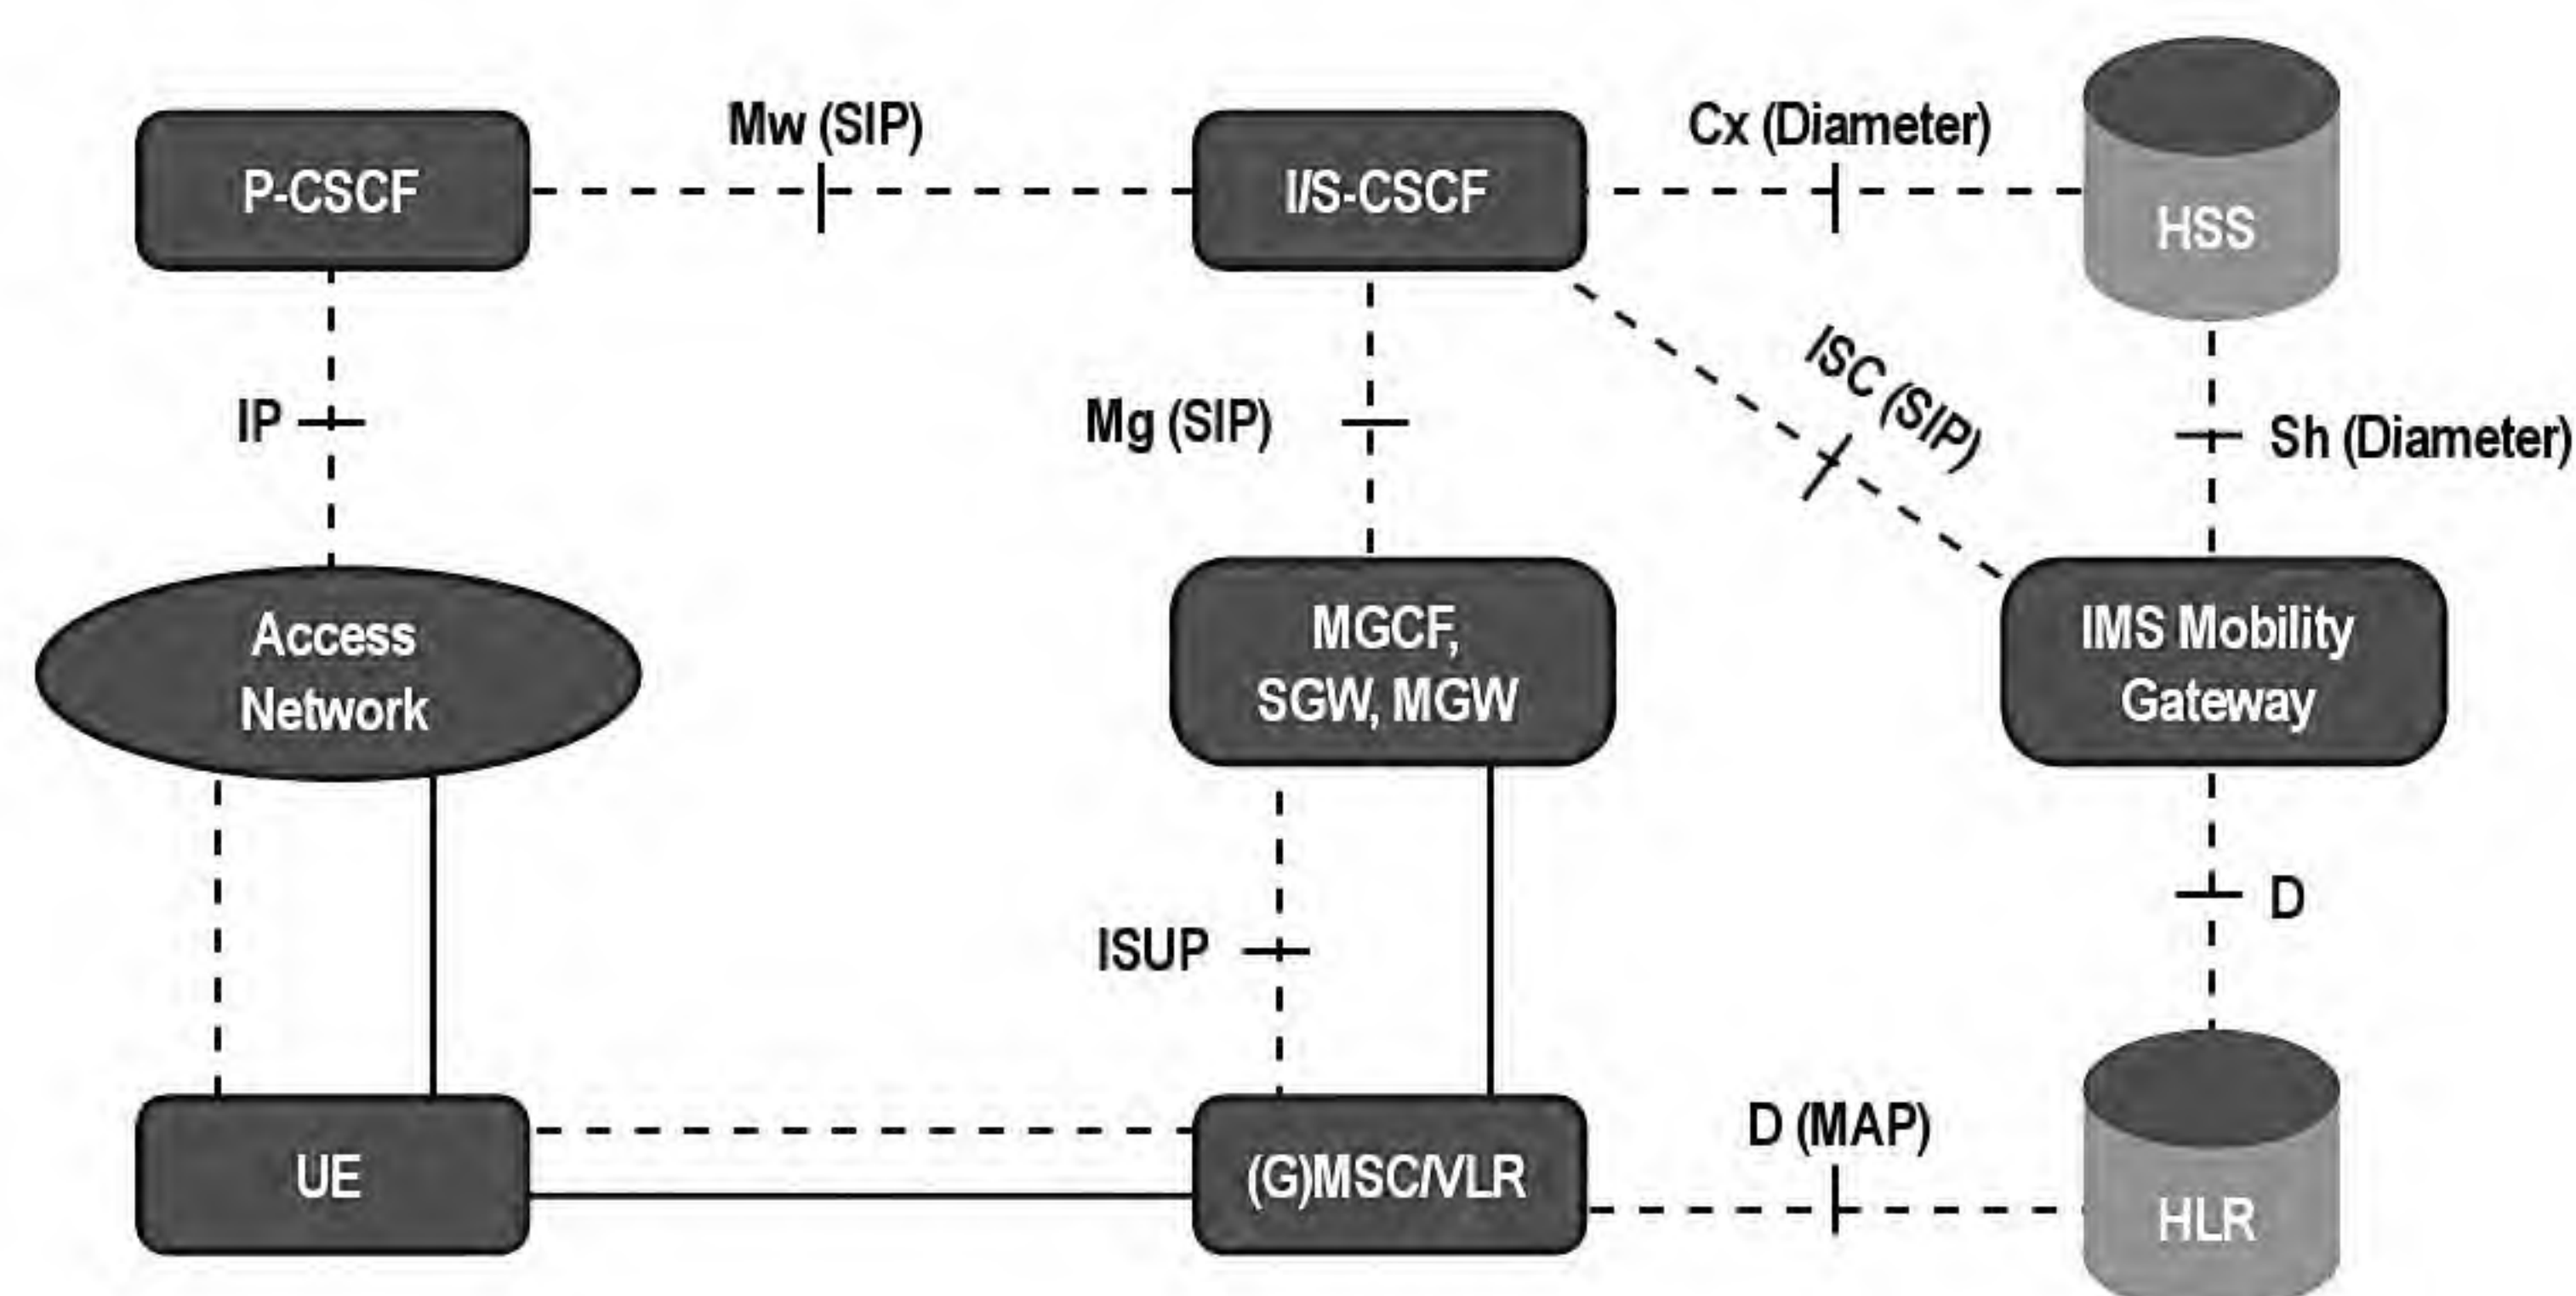 Mw (SIP)
Cx (Diameter)
P-CSCF
I/S-CSCF
HSS
IP
Mg (SIP)
ISC (SIP)
Sh (Diameter)
Access
Network
MGCF,
SGW, MGW
IMS Mobility
Gateway
ISUP
D
UE
(G)MSC/VLR
D (MAP)
HLR